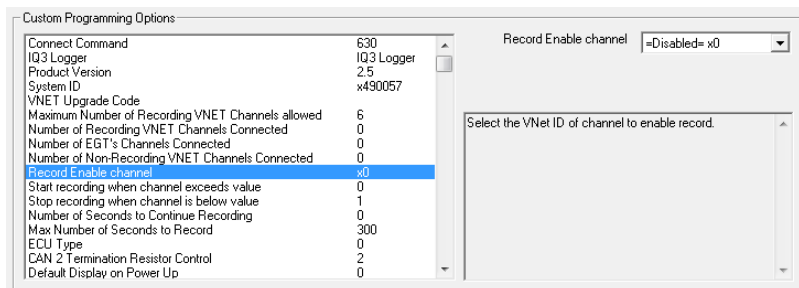 Custom Programming Options
Connect Command 630
IQ3 Logger IQ3 Logger
Product Version 2.5
System ID x490057
VNET Upgrade Code
Maximum Number of Recording VNET Channels allowed 6
Number of Recording VNET Channels Connected 0
Number of EGT's Channels Connected 0
Number of Non-Recording VNET Channels Connected 0
Record Enable channel x0
Start recording when channel exceeds value 0
Stop recording when channel is below value 1
Number of Seconds to Continue Recording 0
Max Number of Seconds to Record 300
ECU Type 0
CAN 2 Termination Resistor Control 2
Default Display on Power Up 0
Record Enable channel =Disabled= x0
Select the VNet ID of channel to enable record.